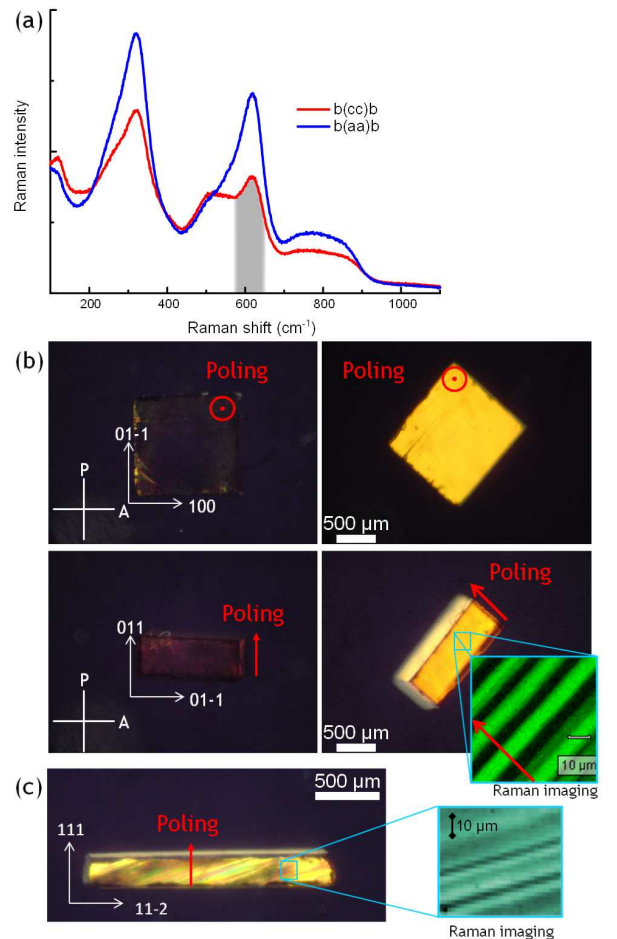 (a)
Raman intensity
b(cc)b
b(aa)b
200
400
600
800
1000
Raman shift (cm⁻¹)
(b)
Poling
01-1
P
A
100
Poling
500 µm
011
Poling
P
01-1
A
Poling
500 µm
10 µm
Raman imaging
(c)
500 µm
111
Poling
11-2
10 µm
Raman imaging